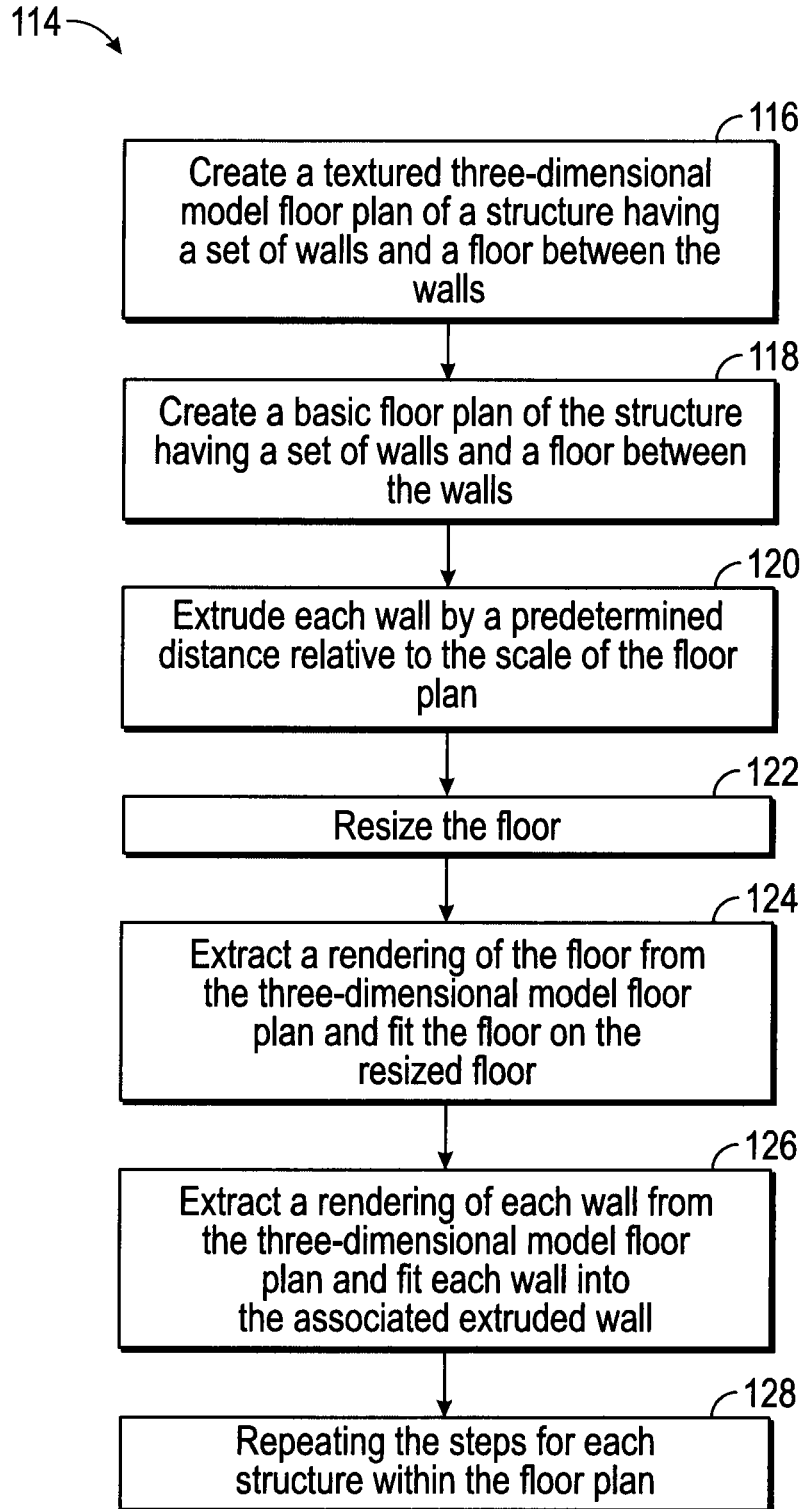 114
116
Create a textured three-dimensional
model floor plan of a structure having
a set of walls and a floor between the
walls
118
Create a basic floor plan of the structure
having a set of walls and a floor between
the walls
120
Extrude each wall by a predetermined
distance relative to the scale of the floor
plan
122
Resize the floor
124
Extract a rendering of the floor from
the three-dimensional model floor
plan and fit the floor on the
resized floor
126
Extract a rendering of each wall from
the three-dimensional model floor
plan and fit each wall into
the associated extruded wall
128
Repeating the steps for each
structure within the floor plan